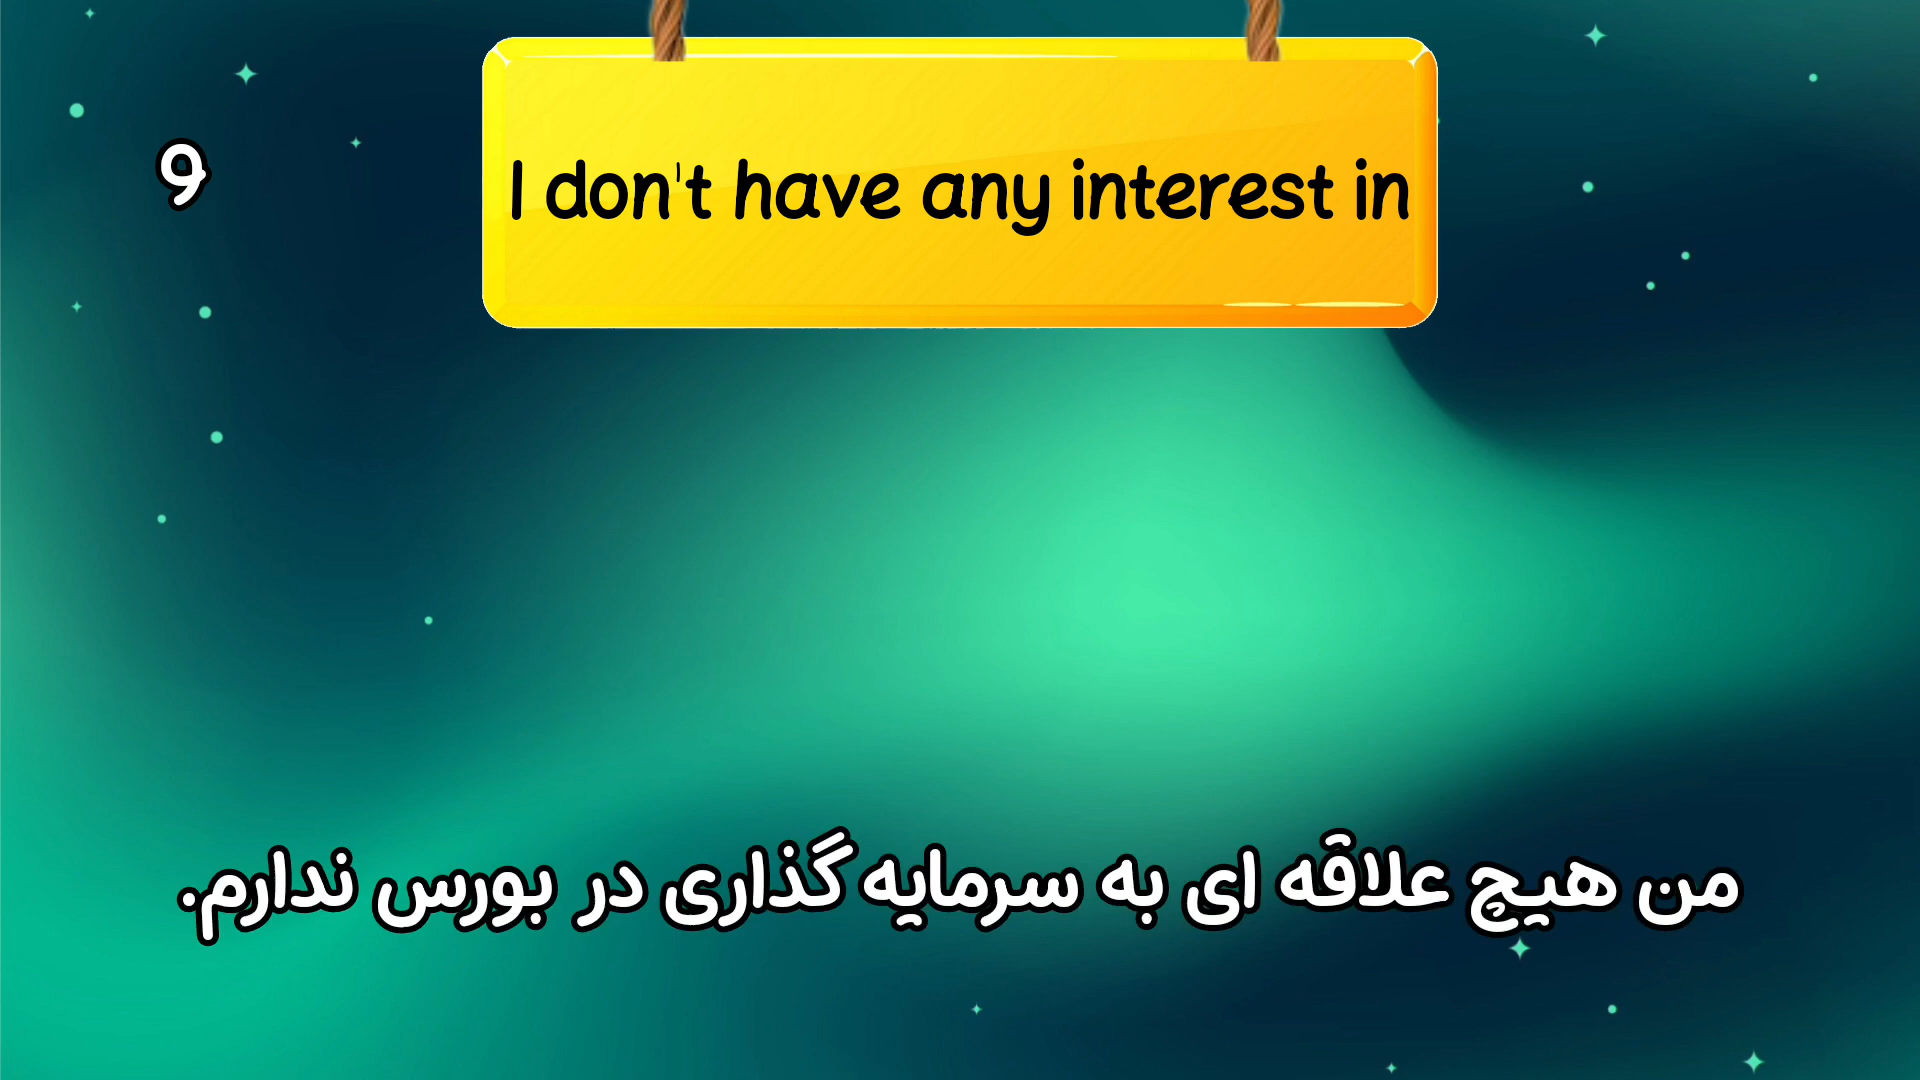 9
I don't have any interest in
من هیچ علاقه ای به سرمایه گذاری در بورس ندارم.